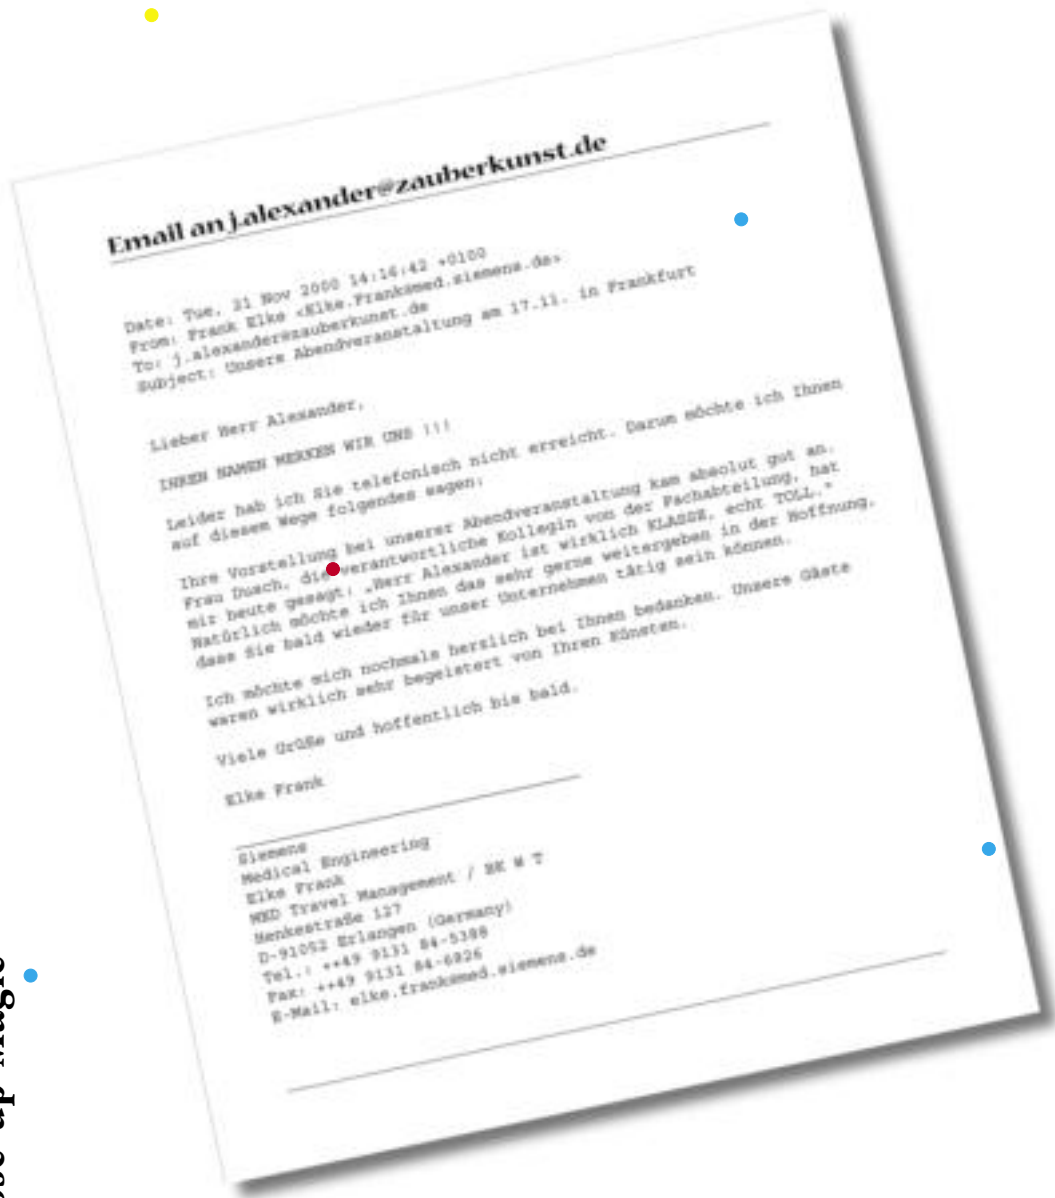 Email an j.alexander@zauberkunst.de
Date: Tue, 21 Nov 2000 14:16:42 +0100
From: Frank Elke <Elke.Frank@med.siemens.de>
To: j.alexander@zauberkunst.de
Subject: Unsere Abendveranstaltung am 17.11. in Frankfurt
Lieber Herr Alexander,
IHREN NAMEN MERKEN WIR UNS !!!
Leider hab ich Sie telefonisch nicht erreicht. Darum möchte ich Ihnen
auf diesem Wege folgendes sagen:
Ihre Vorstellung bei unserer Abendveranstaltung kam absolut gut an.
Frau Dusch, die verantwortliche Kollegin von der Fachabteilung, hat
mir heute gesagt: „Herr Alexander ist wirklich KLASSE, echt TOLL."
Natürlich möchte ich Ihnen das sehr gerne weitergeben in der Hoffnung,
dass Sie bald wieder für unser Unternehmen tätig sein können.
Ich möchte mich nochmals herzlich bei Ihnen bedanken. Unsere Gäste
waren wirklich sehr begeistert von Ihren Künsten.
Viele Grüße und hoffentlich bis bald.
Elke Frank
Siemens
Medical Engineering
Elke Frank
MED Travel Management / BK M T
Henkestraße 127
D-91052 Erlangen (Germany)
Tel.: ++49 9131 84-5388
Fax: ++49 9131 84-6826
E-Mail: elke.frank@med.siemens.de
up Magic